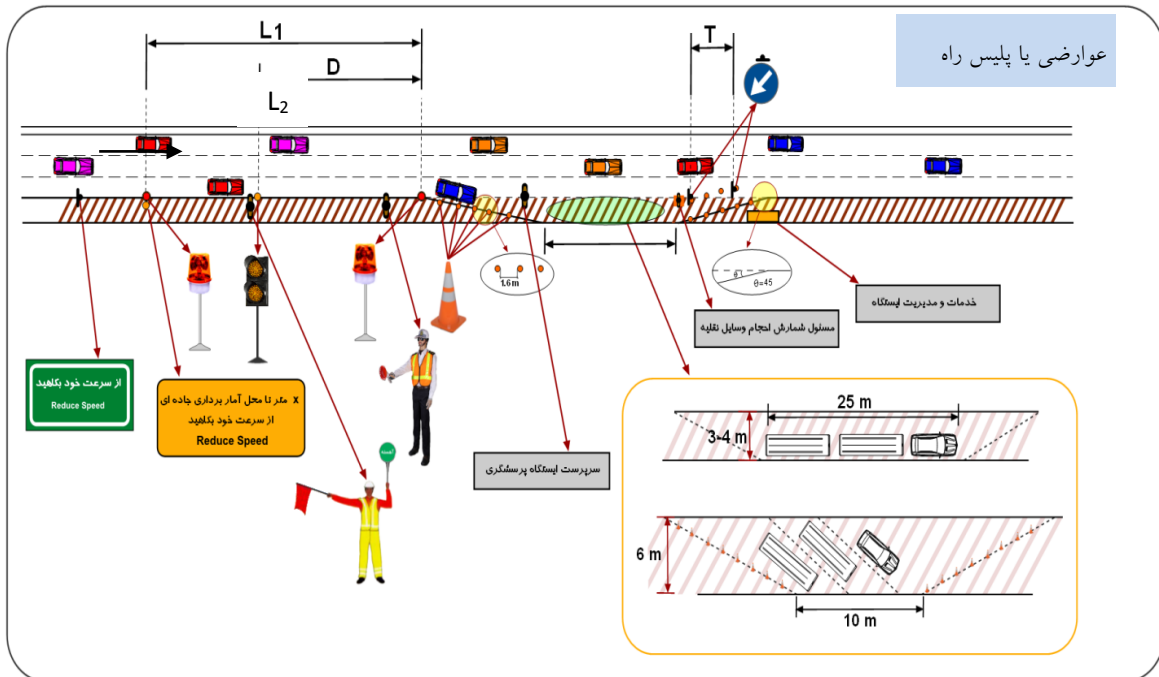 عوارضی یا پلیس راه
L1
T
D
L2
1.6 m
θ
θ=45
خدمات و مدیریت ایستگاه
مسئول شمارش احجام وسایل نقلیه
از سرعت خود بکاهید
Reduce Speed
x متر تا محل آمار برداری جاده ای
از سرعت خود بکاهید
Reduce Speed
سرپرست ایستگاه پرسشگری
25 m
3-4 m
6 m
10 m